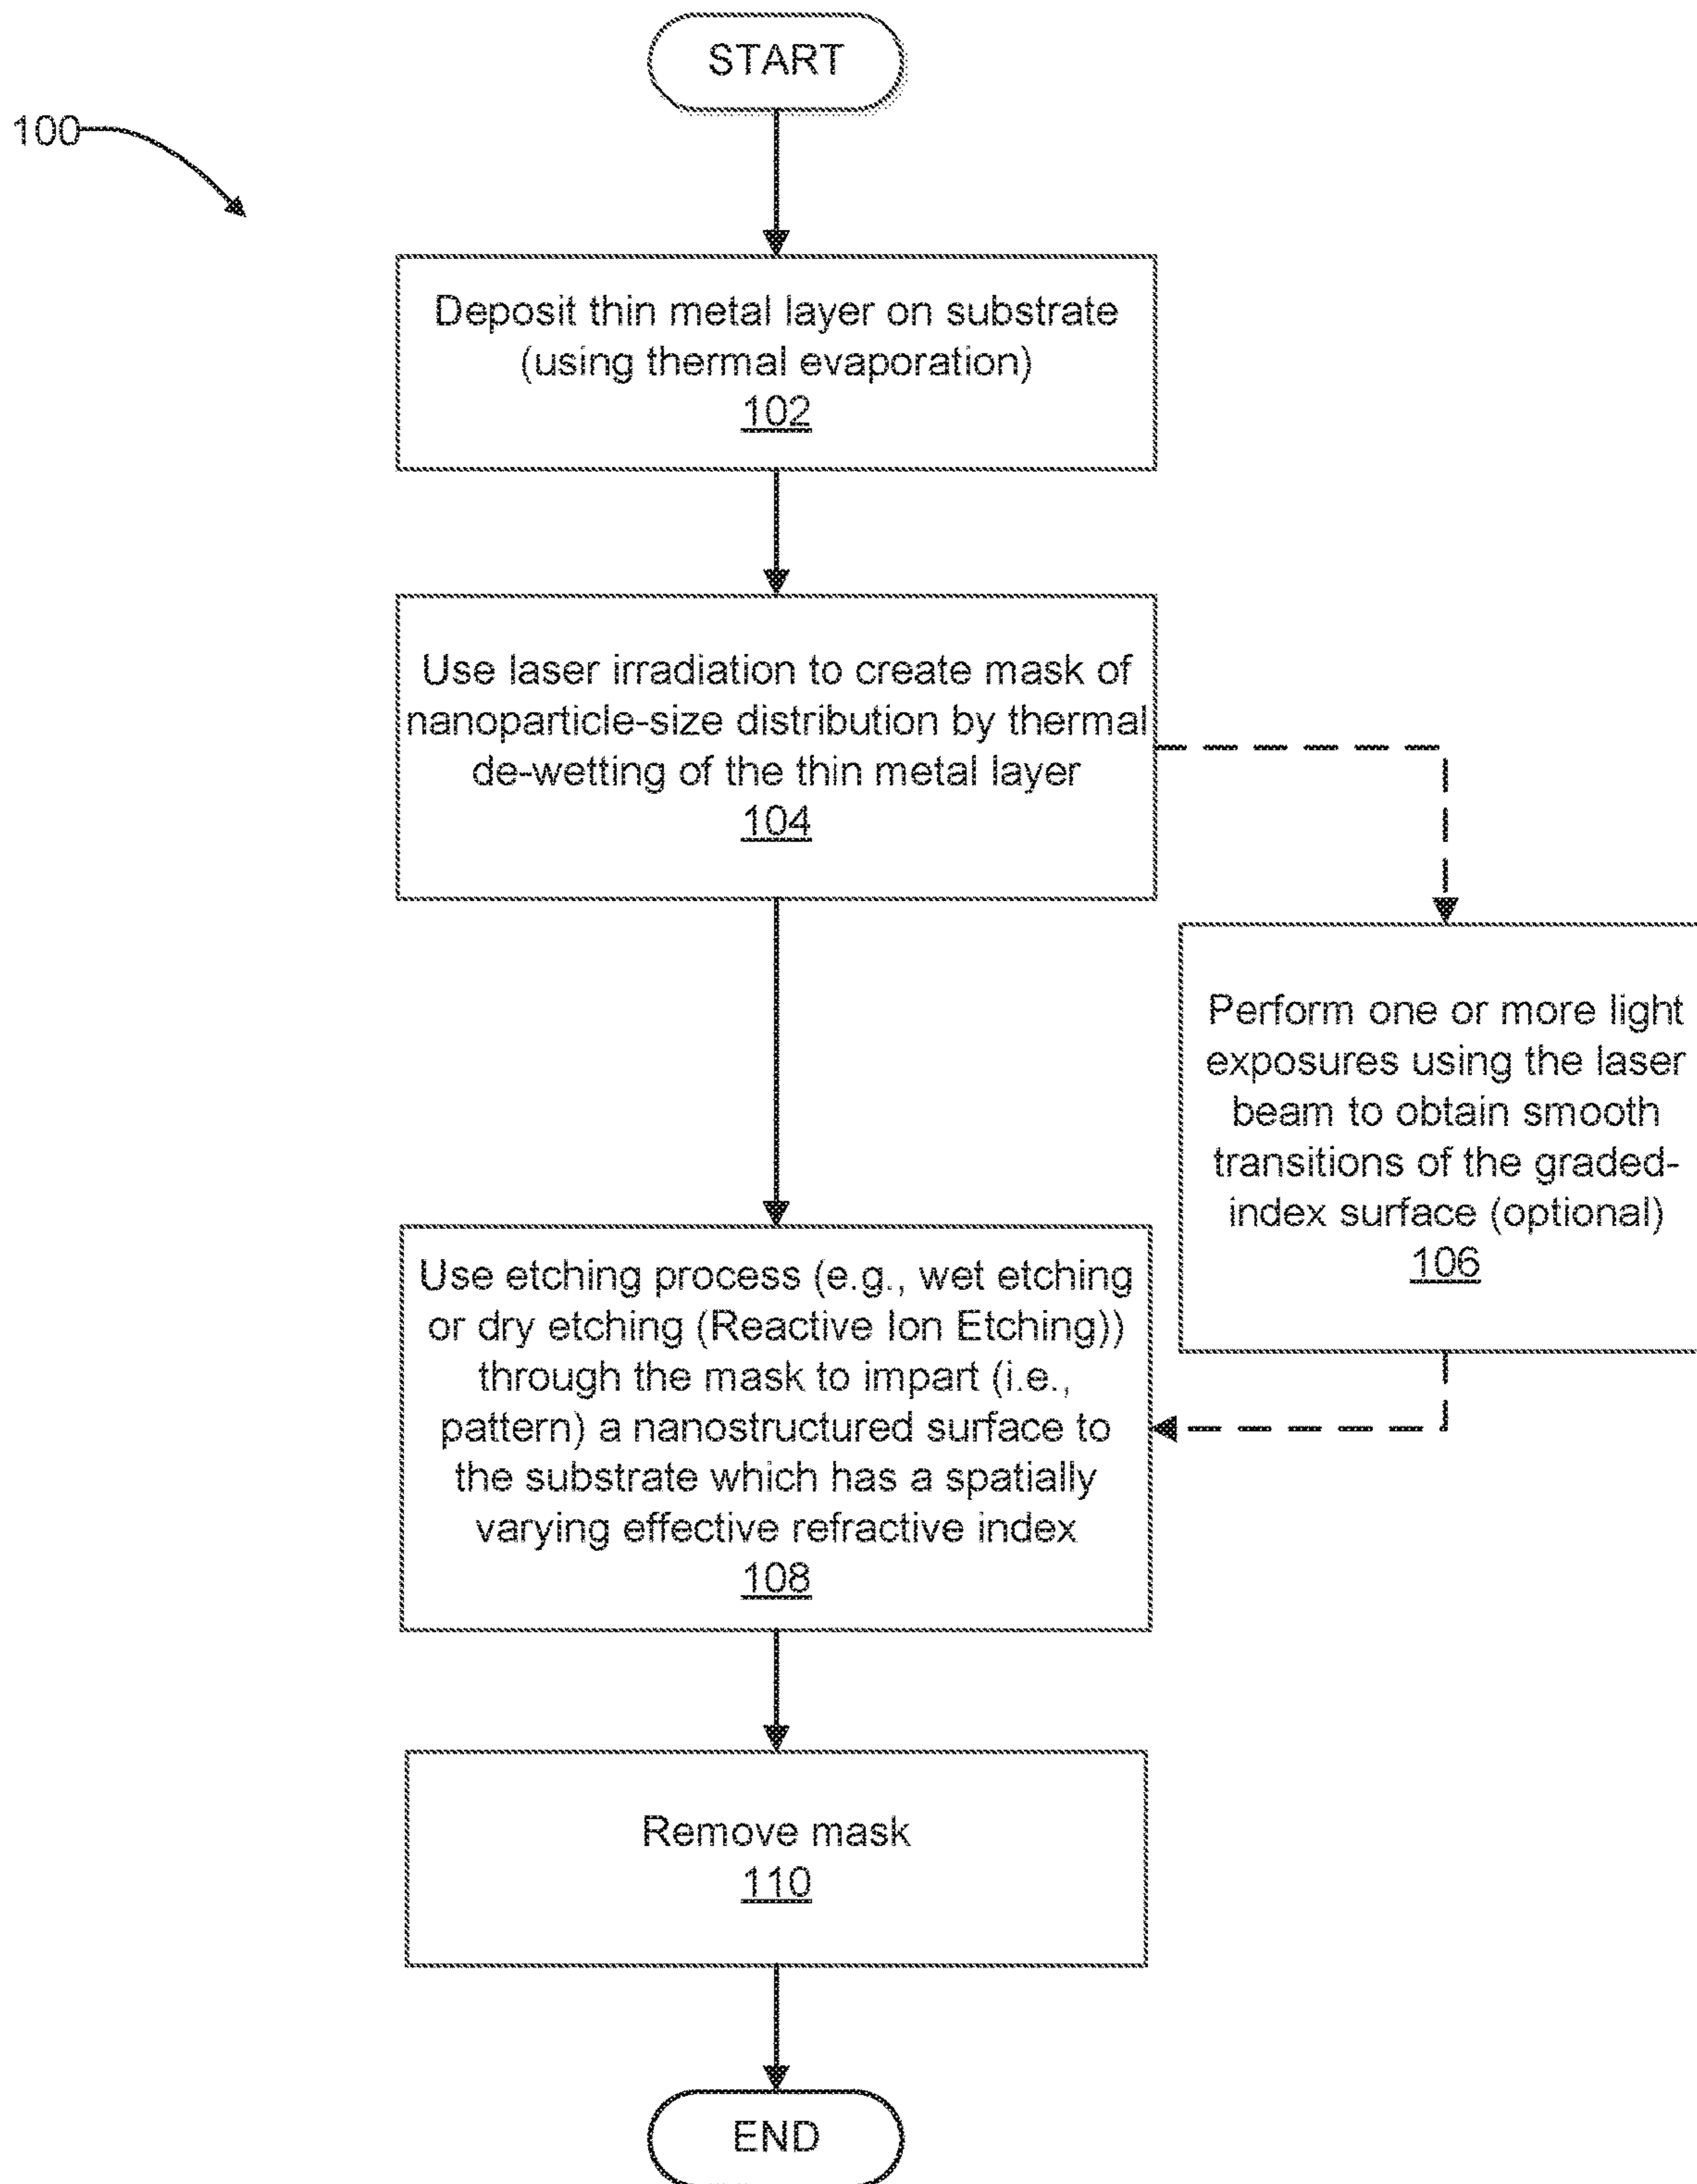 START
100
Deposit thin metal layer on substrate
(using thermal evaporation)
102
Use laser irradiation to create mask of
nanoparticle-size distribution by thermal
de-wetting of the thin metal layer
104
Perform one or more light
exposures using the laser
beam to obtain smooth
transitions of the graded-
index surface (optional)
106
Use etching process (e.g., wet etching
or dry etching (Reactive Ion Etching))
through the mask to impart (i.e.,
pattern) a nanostructured surface to
the substrate which has a spatially
varying effective refractive index
108
Remove mask
110
END